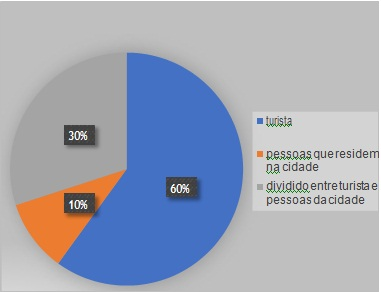 30%
10%
60%
turista
pessoas que residem
na cidade
dividido entre turista e
pessoas da cidade